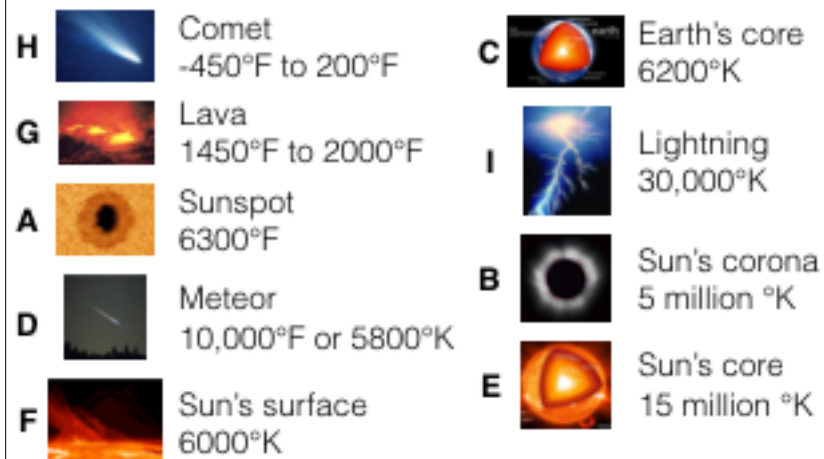 H
Comet
-450°F to 200°F
G
Lava
1450°F to 2000°F
A
Sunspot
6300°F
D
Meteor
10,000°F or 5800°K
F
Sun's surface
6000°K
C
earth
Earth's core
6200°K
I
Lightning
30,000°K
B
Sun's corona
5 million °K
E
Sun's core
15 million °K